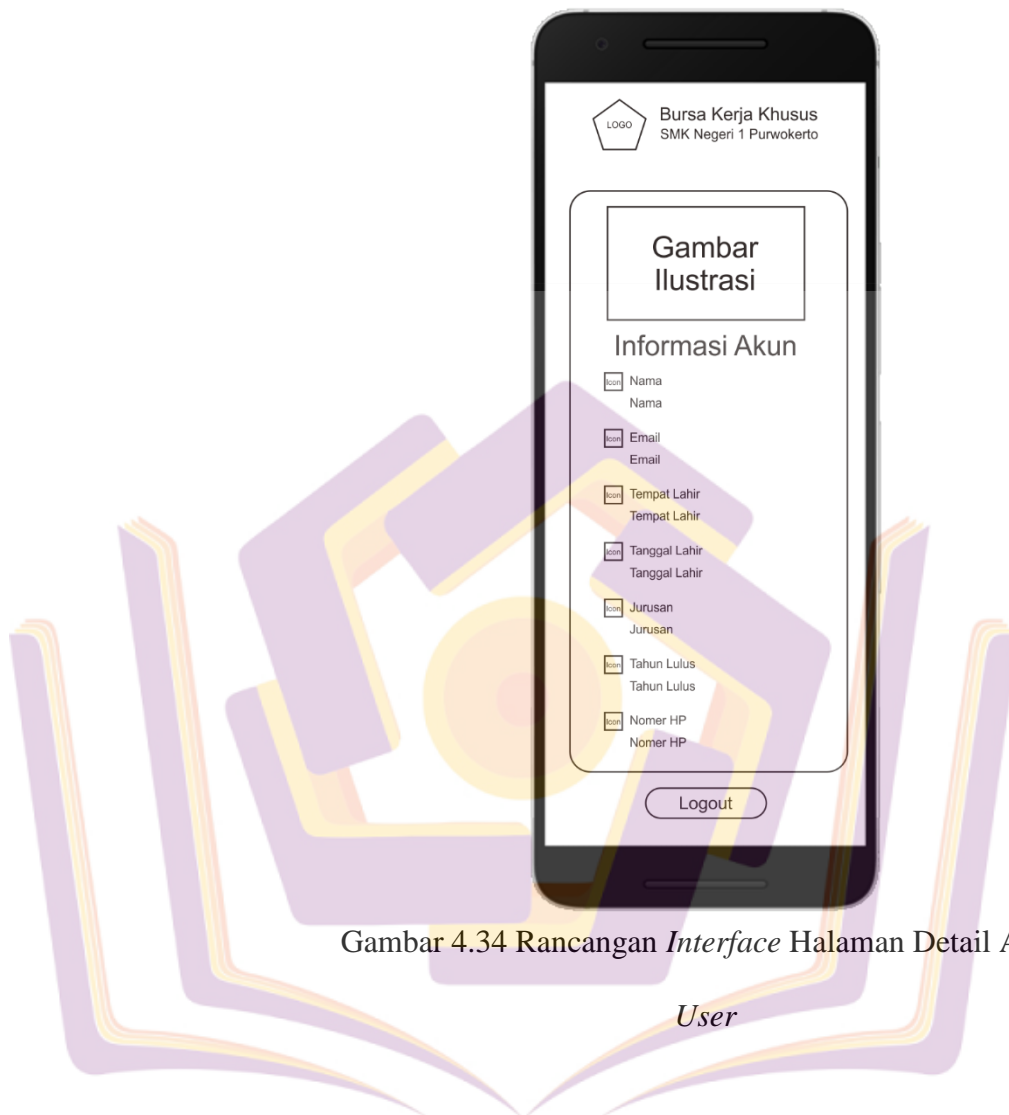 LOGO
Bursa Kerja Khusus
SMK Negeri 1 Purwokerto
Gambar
Ilustrasi
Informasi Akun
Icon Nama
Nama
Icon Email
Email
Icon Tempat Lahir
Tempat Lahir
Icon Tanggal Lahir
Tanggal Lahir
Icon Jurusan
Jurusan
Icon Tahun Lulus
Tahun Lulus
Icon Nomer HP
Nomer HP
Logout
Gambar 4.34 Rancangan Interface Halaman Detail
User